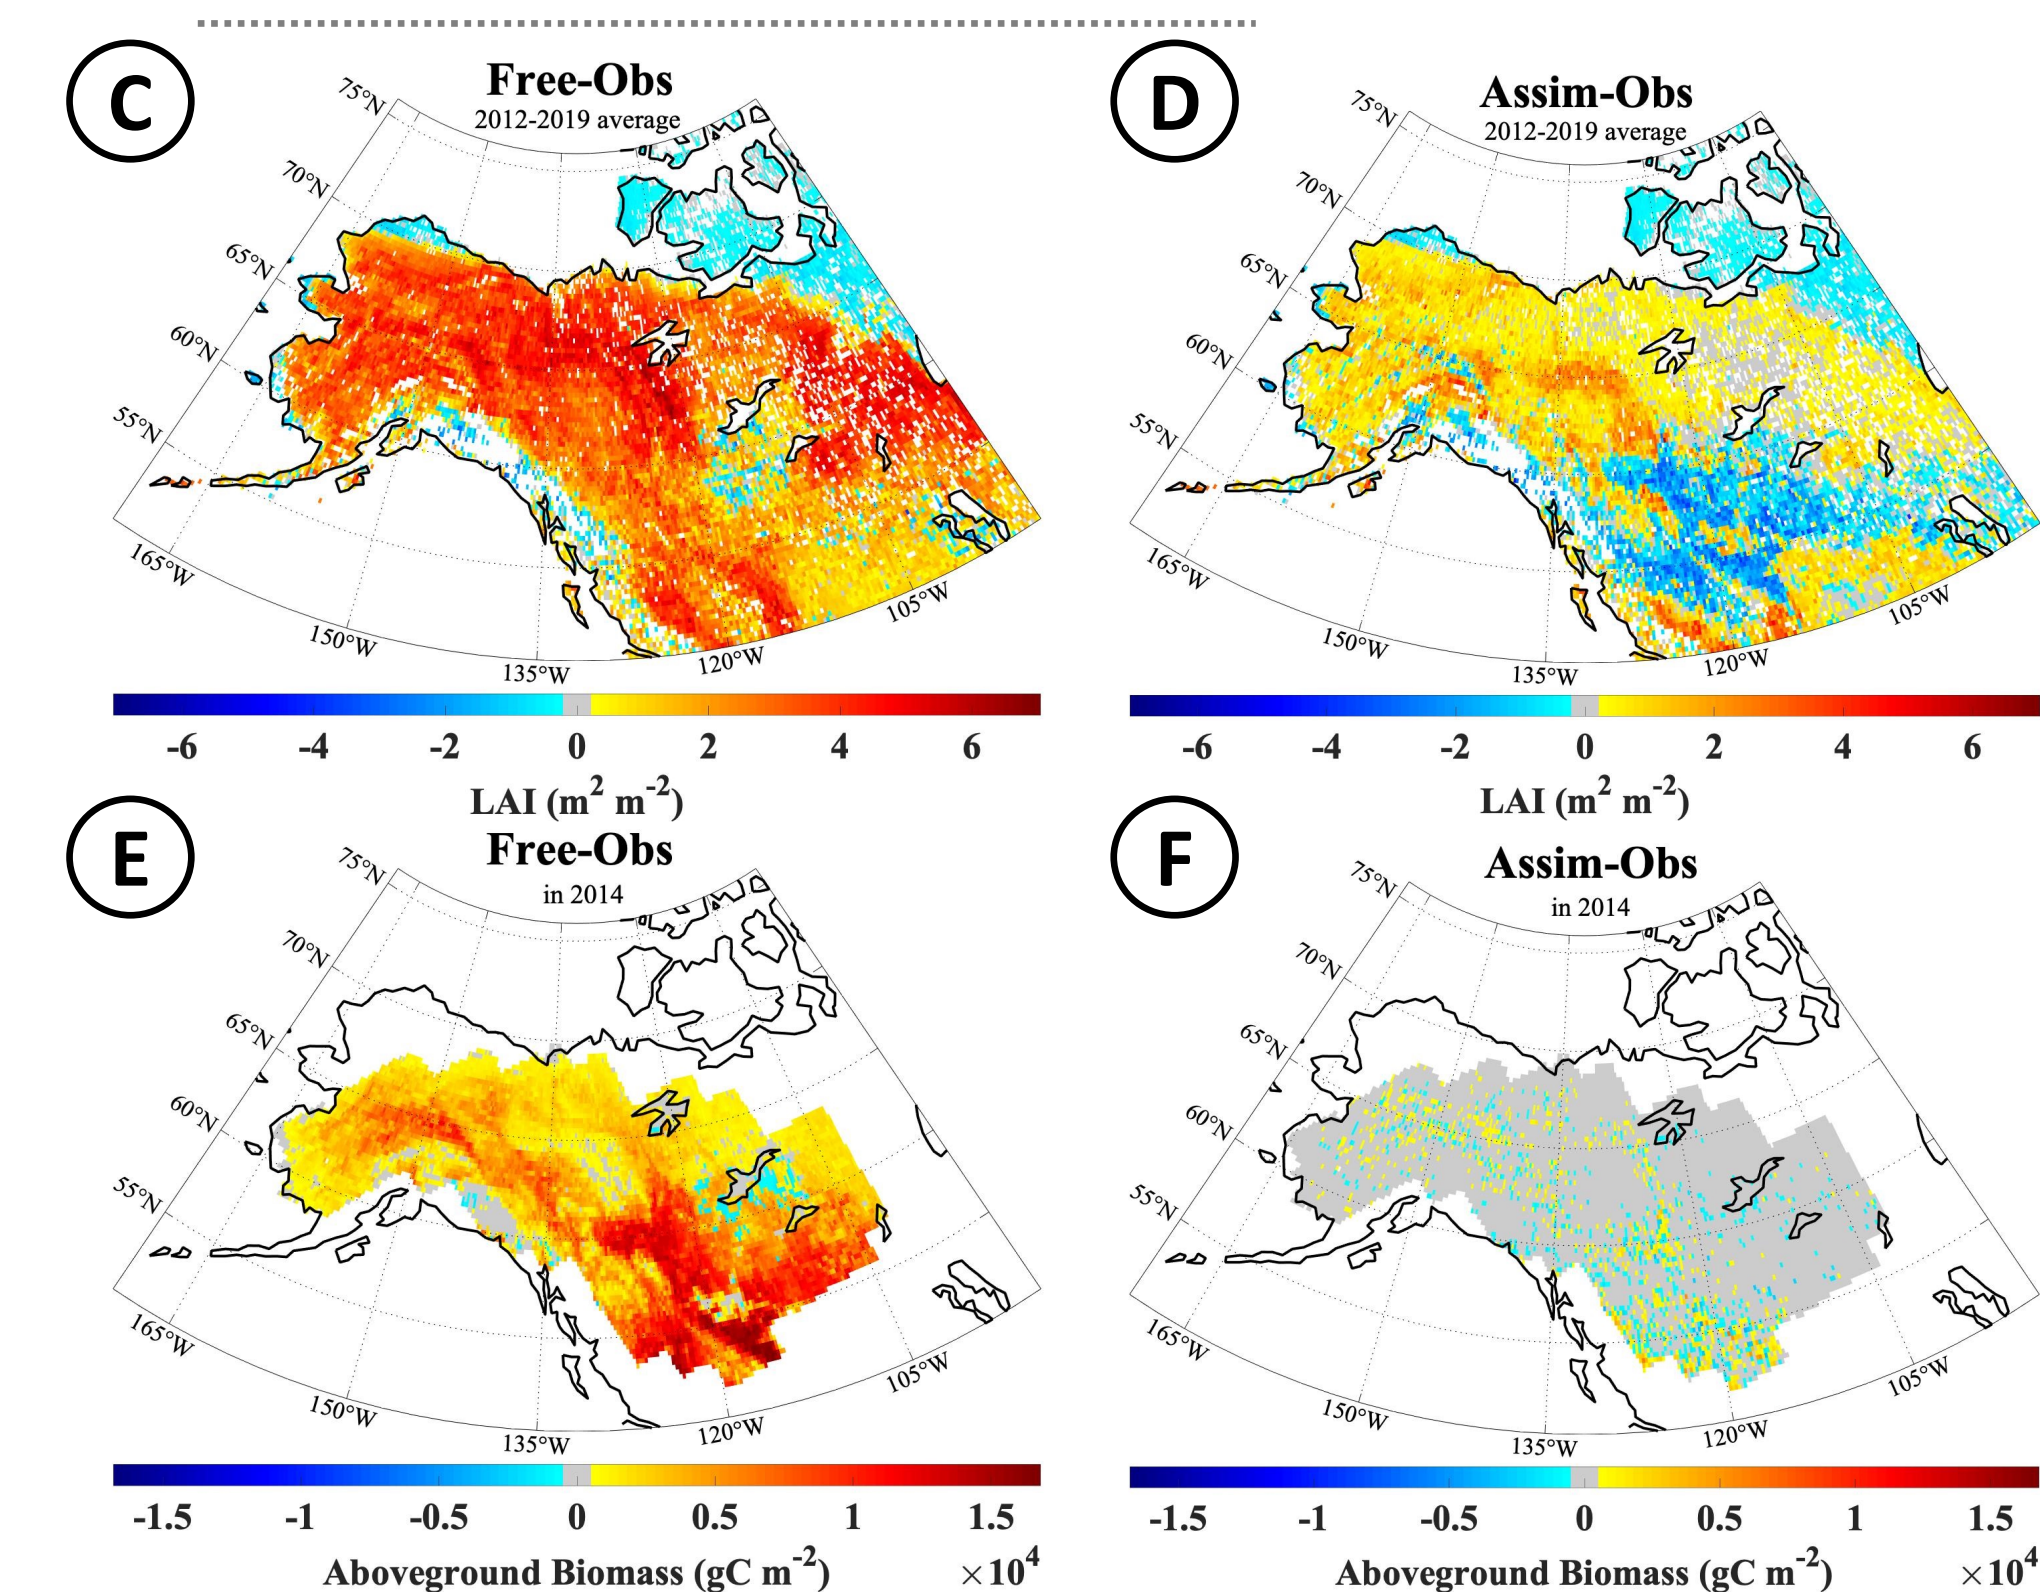 C
Free-Obs
2012-2019 average
75°N
70°N
65°N
60°N
55°N
165°W
150°W
135°W
120°W
105°W
-6 -4 -2 0 2 4 6
LAI (m² m⁻²)
D
Assim-Obs
2012-2019 average
75°N
70°N
65°N
60°N
55°N
165°W
150°W
135°W
120°W
105°W
-6 -4 -2 0 2 4 6
LAI (m² m⁻²)
E
Free-Obs
in 2014
75°N
70°N
65°N
60°N
55°N
165°W
150°W
135°W
120°W
105°W
-1.5 -1 -0.5 0 0.5 1 1.5
Aboveground Biomass (gC m⁻²) ×10⁴
F
Assim-Obs
in 2014
75°N
70°N
65°N
60°N
55°N
165°W
150°W
135°W
120°W
105°W
-1.5 -1 -0.5 0 0.5 1 1.5
Aboveground Biomass (gC m⁻²) ×10⁴